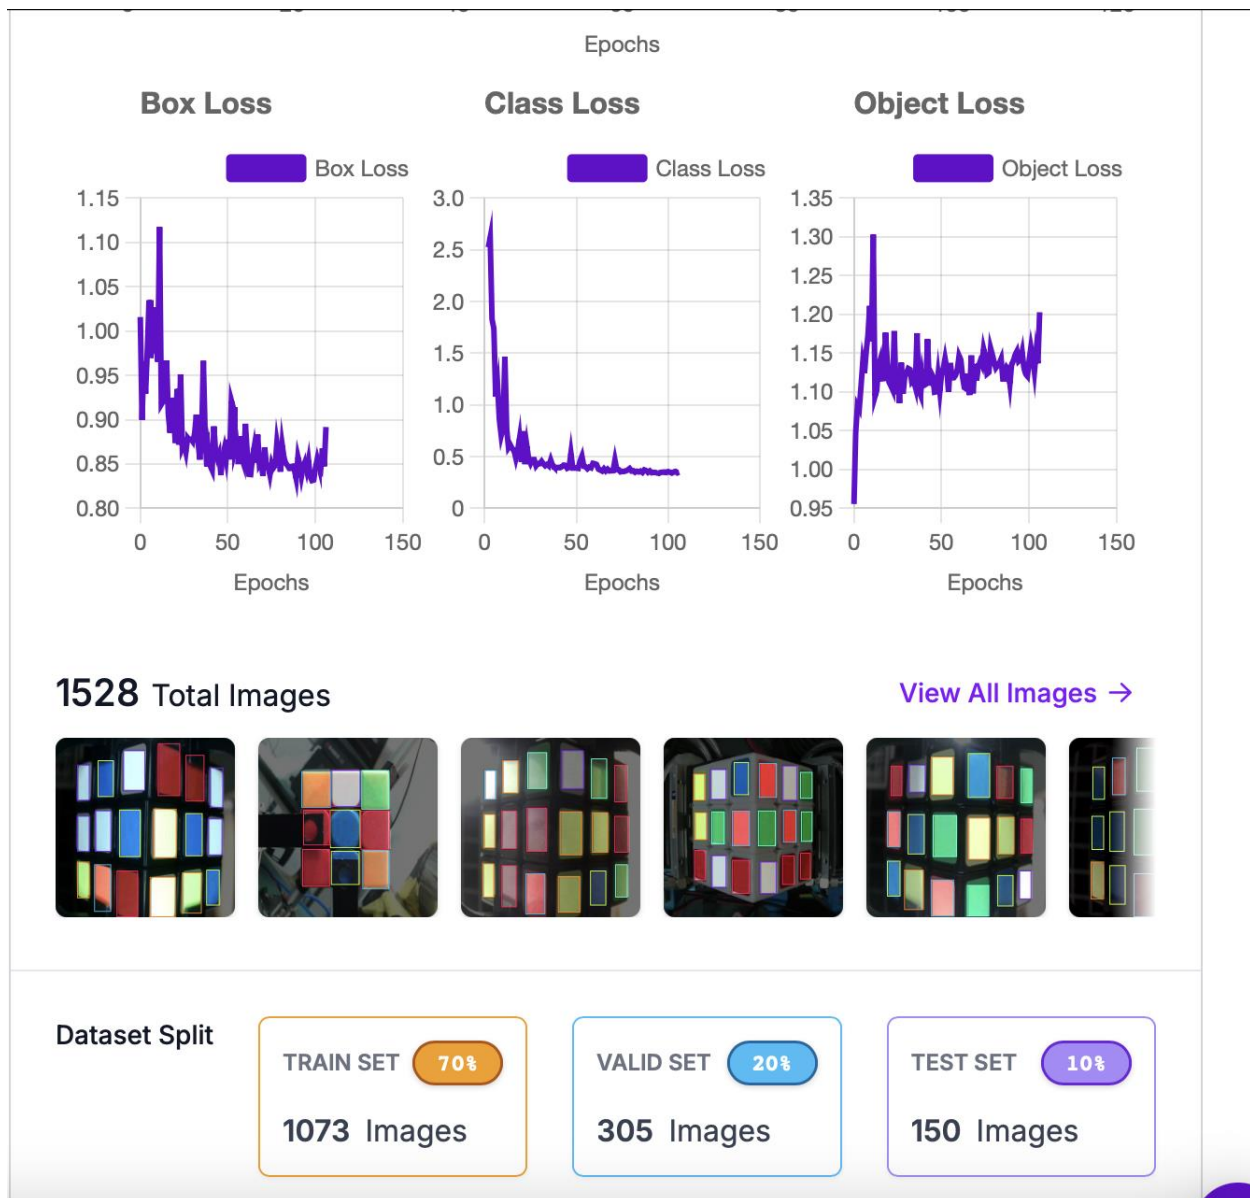 Epochs
Box Loss
Class Loss
Object Loss
Box Loss
Class Loss
Object Loss
1.15
1.10
1.05
1.00
0.95
0.90
0.85
0.80
0 50 100 150
Epochs
3.0
2.5
2.0
1.5
1.0
0.5
0
0 50 100 150
Epochs
1.35
1.30
1.25
1.20
1.15
1.10
1.05
1.00
0.95
0 50 100 150
Epochs
1528 Total Images
View All Images →
Dataset Split
TRAIN SET 70%
1073 Images
VALID SET 20%
305 Images
TEST SET 10%
150 Images